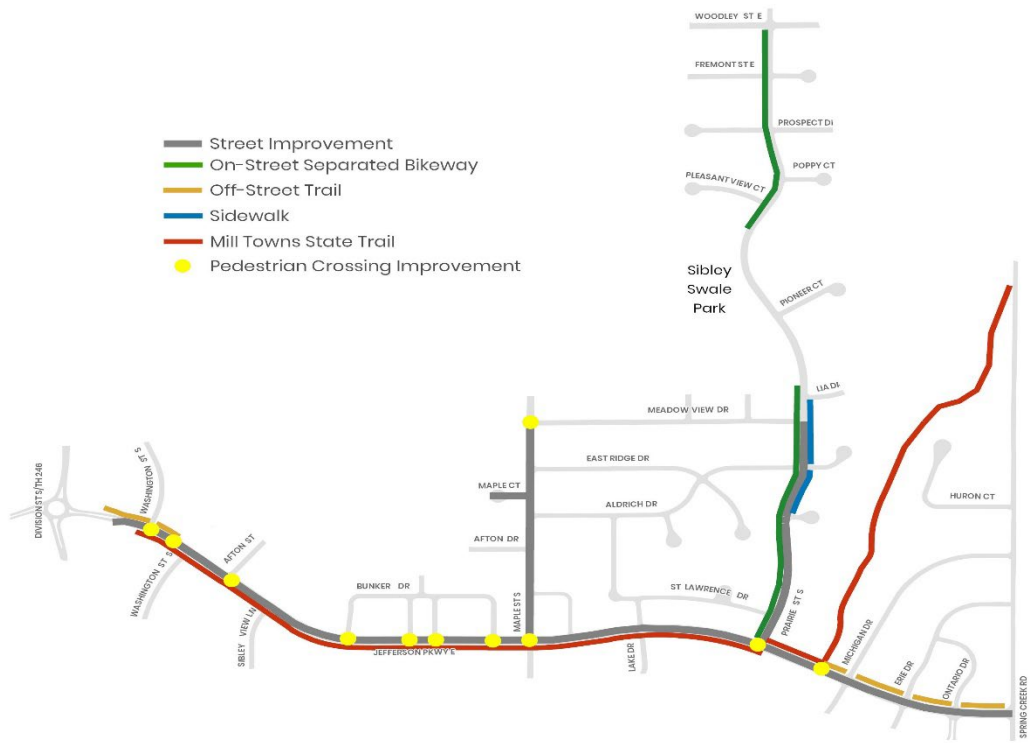 WOODLEY ST E
FREMONT ST E
PROSPECT DR
POPPY CT
PLEASANT VIEW CT
Street Improvement
On-Street Separated Bikeway
Off-Street Trail
Sidewalk
Mill Towns State Trail
Pedestrian Crossing Improvement
Sibley
Swale
Park
PIONEER CT
LIA DR
MEADOW VIEW DR
EAST RIDGE DR
MAPLE CT
ALDRICH DR
AFTON DR
HURON CT
DIVISION ST S/TH 246
WASHINGTON ST S
WASHINGTON ST S
AFTON ST
SIBLEY VIEW LN
BUNKER DR
MAPLE ST S
JEFFERSON PKWY E
ST LAWRENCE DR
LAKE DR
PRAIRIE ST S
MICHIGAN DR
ERIE DR
ONTARIO DR
SPRING CREEK RD